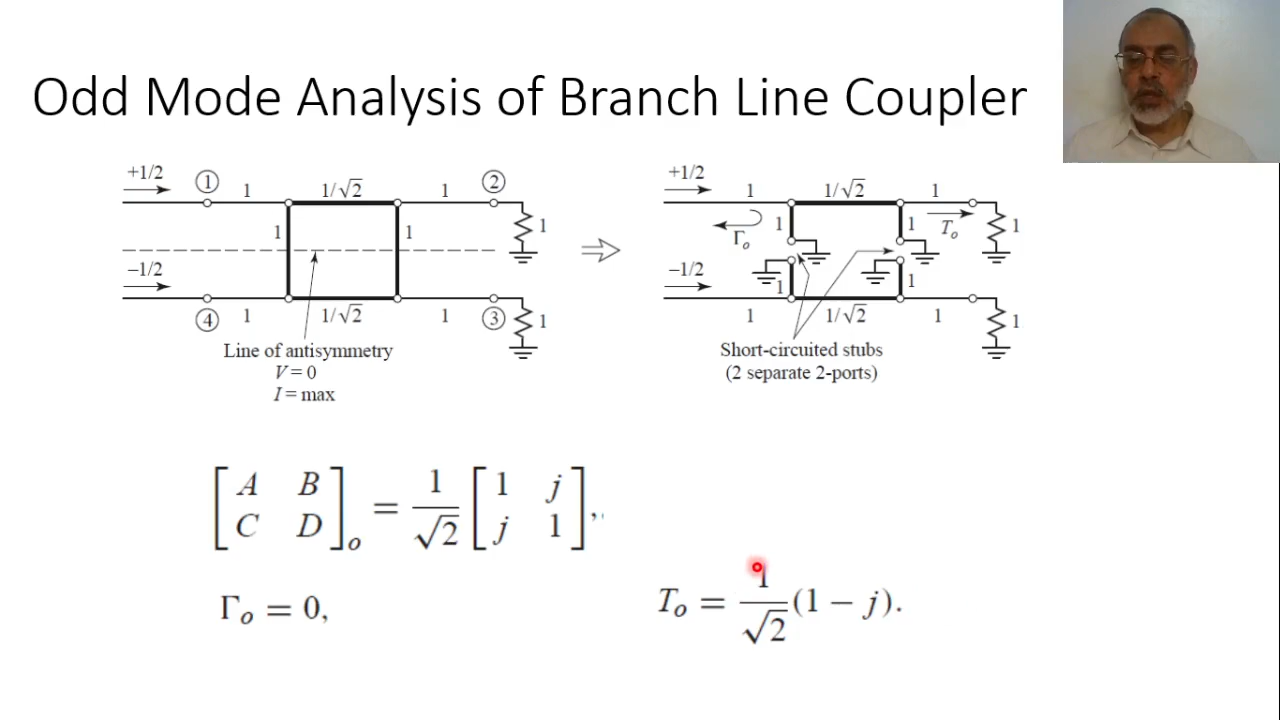 Odd Mode Analysis of Branch Line Coupler
+1/2 ① 1 1/√2 1 ②
1 1 1
−1/2
④ 1 1/√2 1 ③ 1
Line of antisymmetry
V = 0
I = max
⇒
+1/2 1 1/√2 1
Γo 1 1 To 1
−1/2 1 1
1 1/√2 1 1
Short-circuited stubs
(2 separate 2-ports)
[A B; C D]o = 1/√2 [1 j; j 1],
Γo = 0,
To = 1/√2 (1 − j).